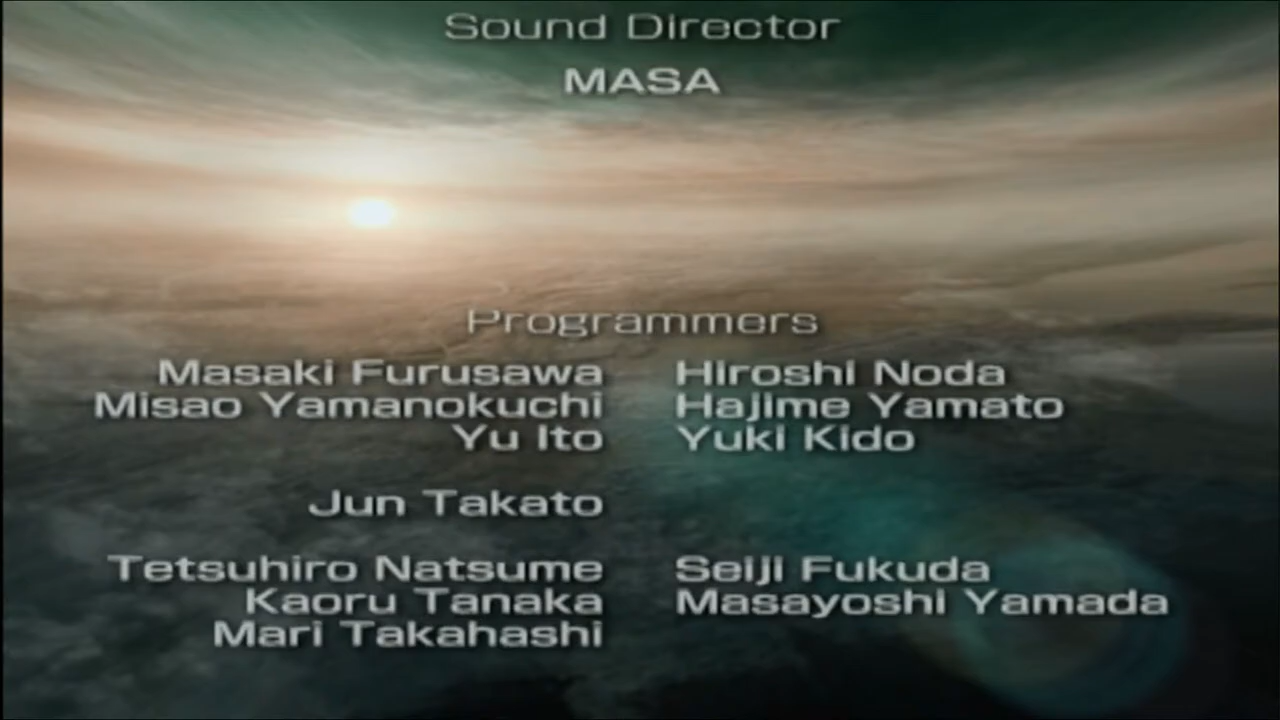 Sound Director
MASA
Programmers
Masaki Furusawa Hiroshi Noda
Misao Yamanokuchi Hajime Yamato
Yu Ito Yuki Kido
Jun Takato
Tetsuhiro Natsume Seiji Fukuda
Kaoru Tanaka Masayoshi Yamada
Mari Takahashi